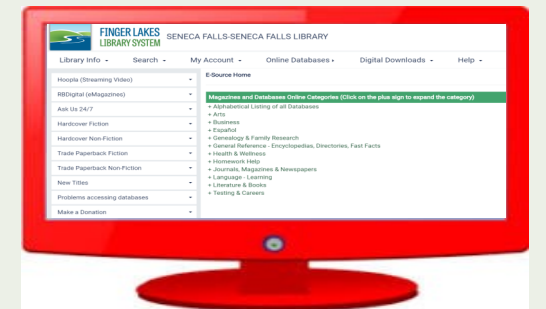 FINGER LAKES
LIBRARY SYSTEM
SENECA FALLS-SENECA FALLS LIBRARY
Library Info
Search
My Account
Online Databases
Digital Downloads
Help
Hoopla (Streaming Video)
RBDigital (eMagazines)
Ask Us 24/7
Hardcover Fiction
Hardcover Non-Fiction
Trade Paperback Fiction
Trade Paperback Non-Fiction
New Titles
Problems accessing databases
Make a Donation
E-Source Home
Magazines and Databases Online Categories (Click on the plus sign to expand the category)
+ Alphabetical Listing of all Databases
+ Arts
+ Business
+ Español
+ Genealogy & Family Research
+ General Reference - Encyclopedias, Directories, Fast Facts
+ Health & Wellness
+ Homework Help
+ Journals, Magazines & Newspapers
+ Language - Learning
+ Literature & Books
+ Testing & Careers